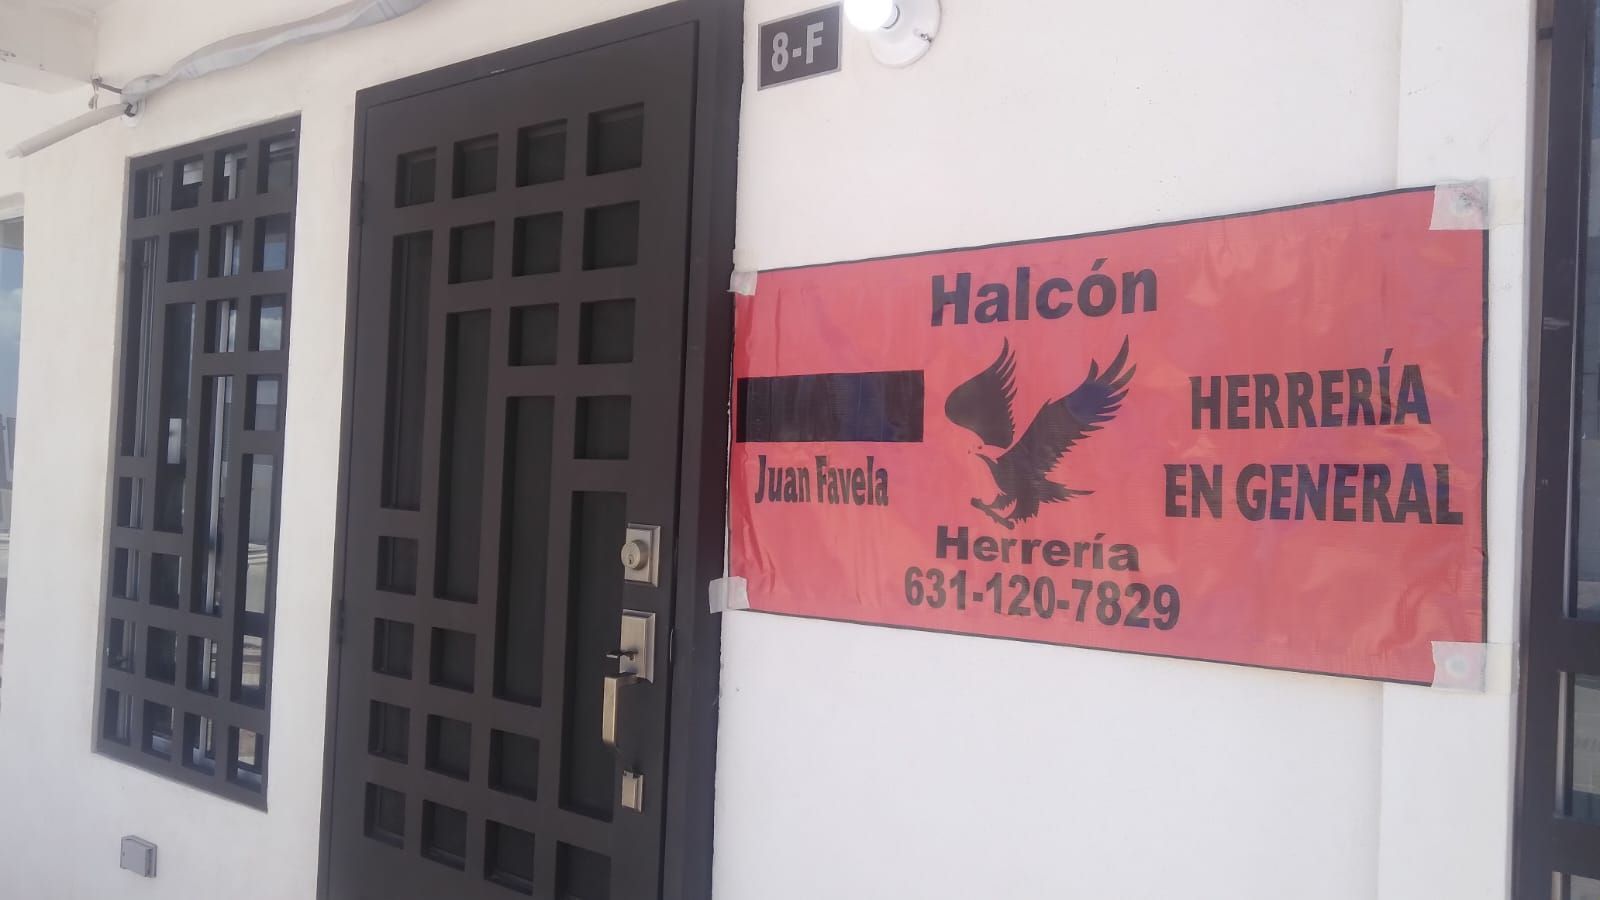 8-F
Halcón
Juan Favela
HERRERÍA
EN GENERAL
Herrería
631-120-7829